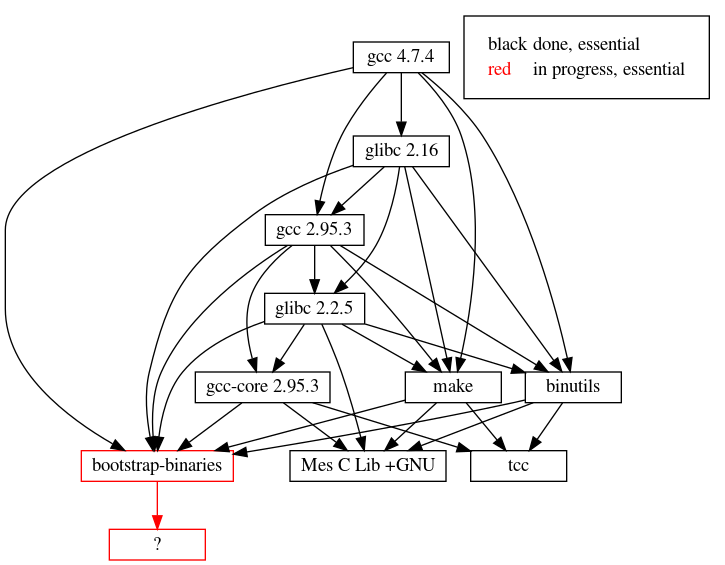 gcc 4.7.4
black done, essential
red in progress, essential
glibc 2.16
gcc 2.95.3
glibc 2.2.5
gcc-core 2.95.3
make
binutils
bootstrap-binaries
Mes C Lib +GNU
tcc
?